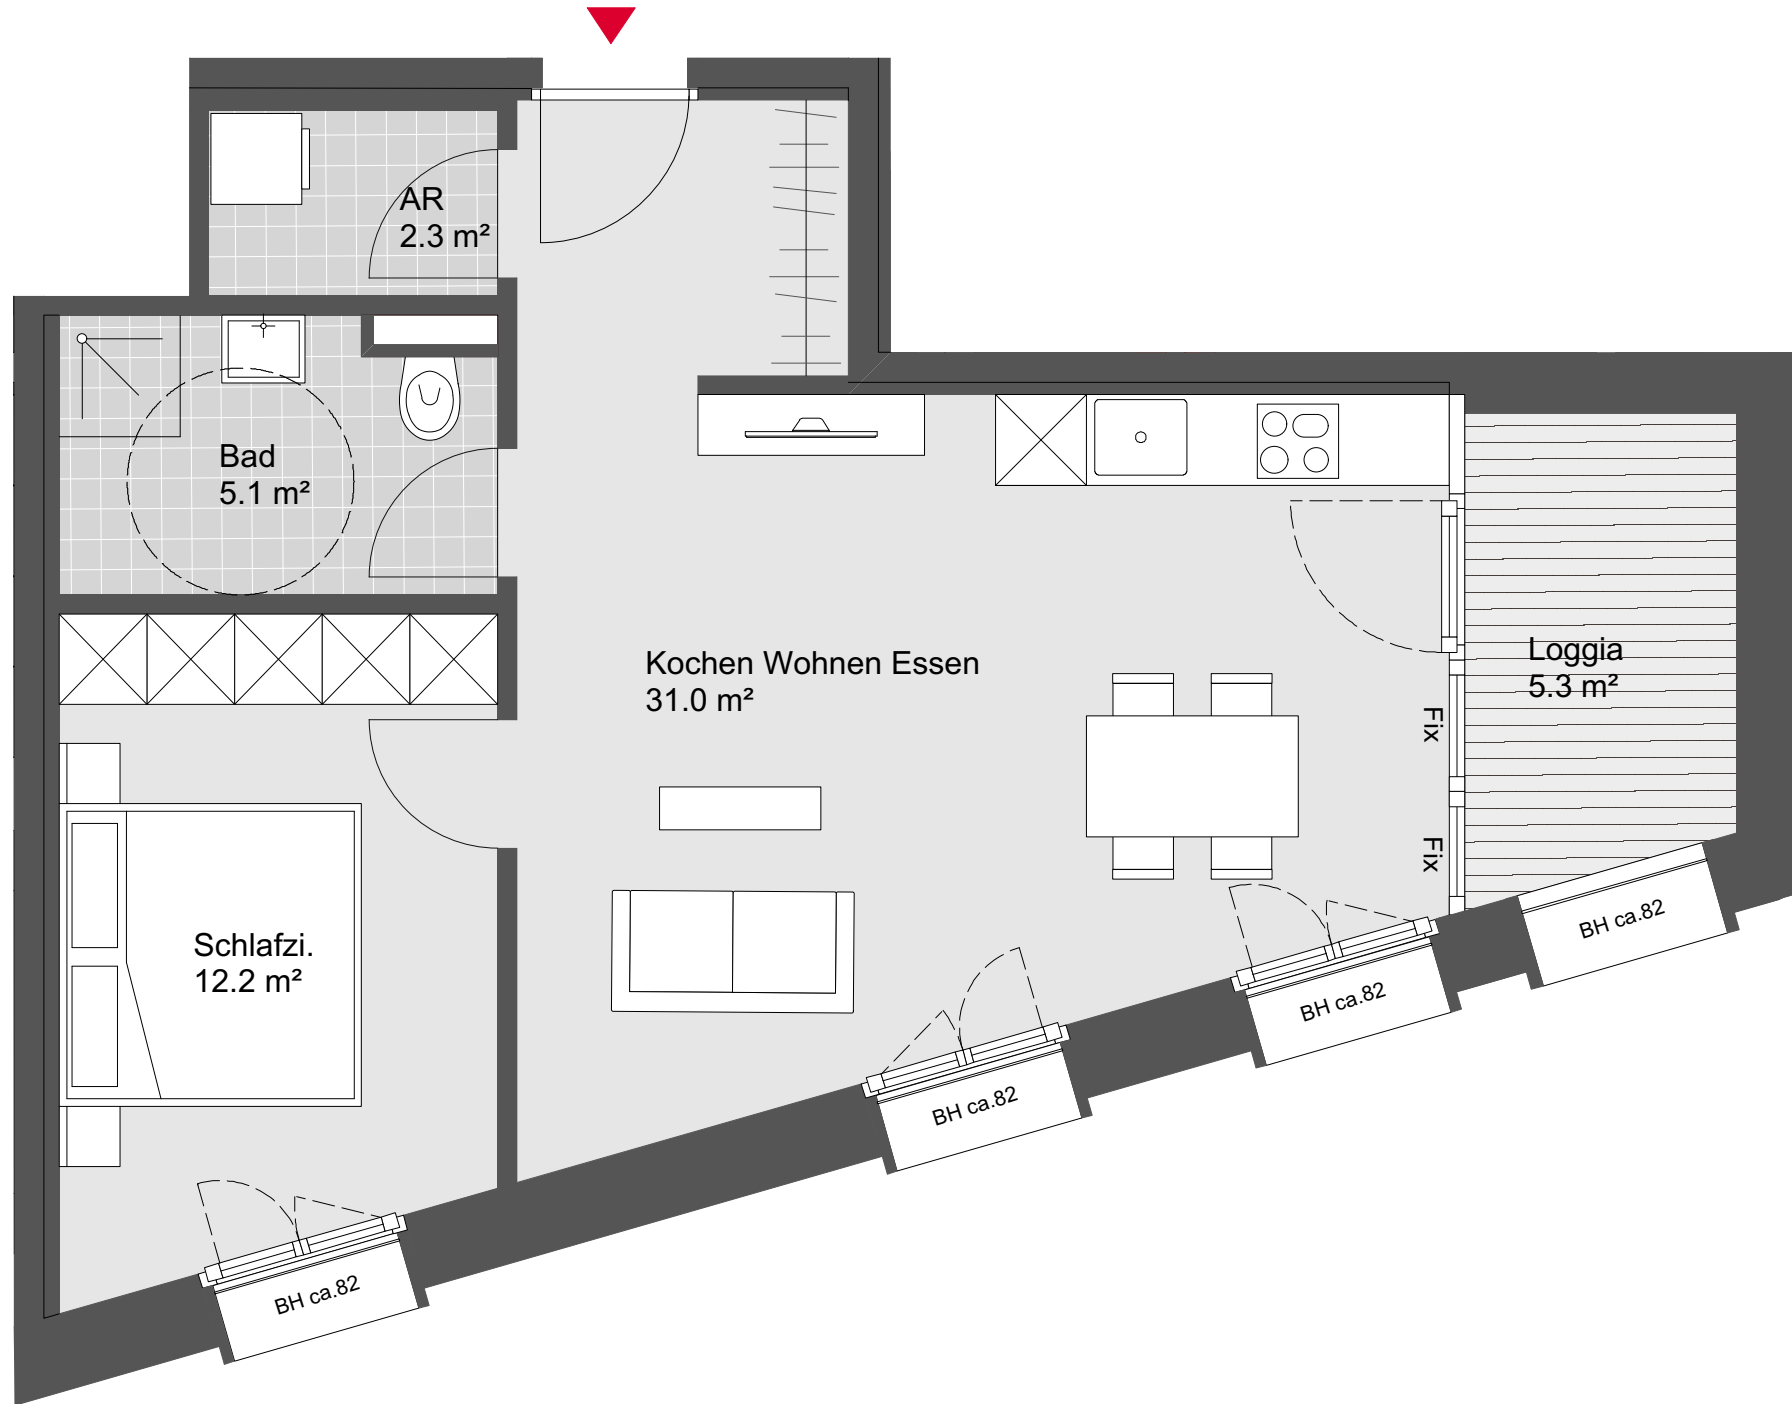 AR
2.3 m²
Bad
5.1 m²
Kochen Wohnen Essen
31.0 m²
Loggia
5.3 m²
Fix
Fix
Schlafzi.
12.2 m²
BH ca.82
BH ca.82
BH ca.82
BH ca.82